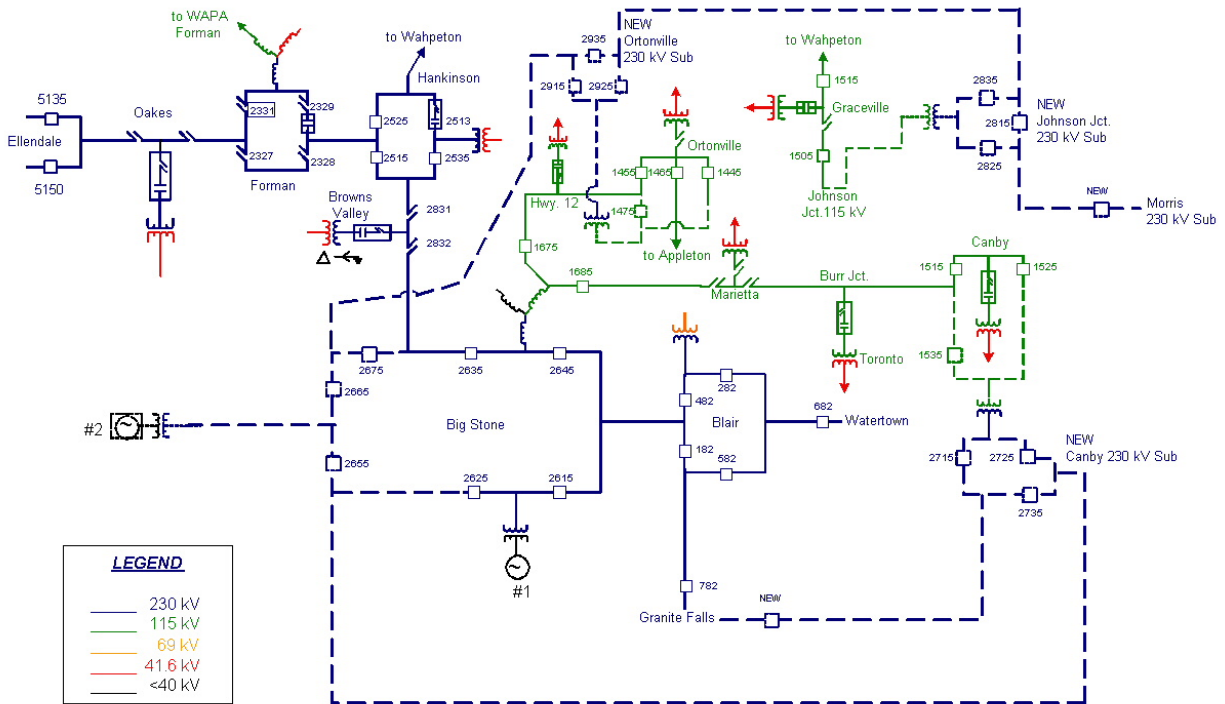 to WAPA
Forman
to Wahpeton
Hankinson
5135
Oakes
2331
2329
Ellendale
2525
2513
5150
2327
2328
2515
2535
Forman
Browns
Valley
2831
2832
2935
NEW
Ortonville
230 kV Sub
2915
2925
to Wahpeton
1515
Graceville
2835
NEW
Johnson Jct.
230 kV Sub
2815
2825
1505
Johnson
Jct.115 kV
Ortonville
1455
1465
1445
Hwy. 12
1475
to Appleton
NEW
Morris
230 kV Sub
1675
1685
Marietta
Burr Jct.
Canby
1515
1525
Toronto
1535
2675
2635
2645
2665
#2
Big Stone
2655
2625
2615
#1
282
482
Blair
682
Watertown
182
582
782
Granite Falls
NEW
2715
2725
NEW
Canby 230 kV Sub
2735
LEGEND
230 kV
115 kV
69 kV
41.6 kV
<40 kV